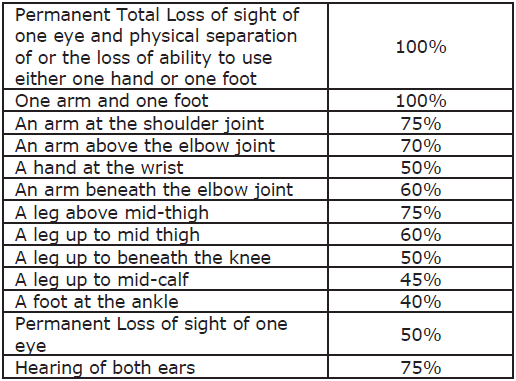 Permanent Total Loss of sight of
one eye and physical separation
of or the loss of ability to use
either one hand or one foot
100%
One arm and one foot 100%
An arm at the shoulder joint 75%
An arm above the elbow joint 70%
A hand at the wrist 50%
An arm beneath the elbow joint 60%
A leg above mid-thigh 75%
A leg up to mid thigh 60%
A leg up to beneath the knee 50%
A leg up to mid-calf 45%
A foot at the ankle 40%
Permanent Loss of sight of one
eye
50%
Hearing of both ears 75%